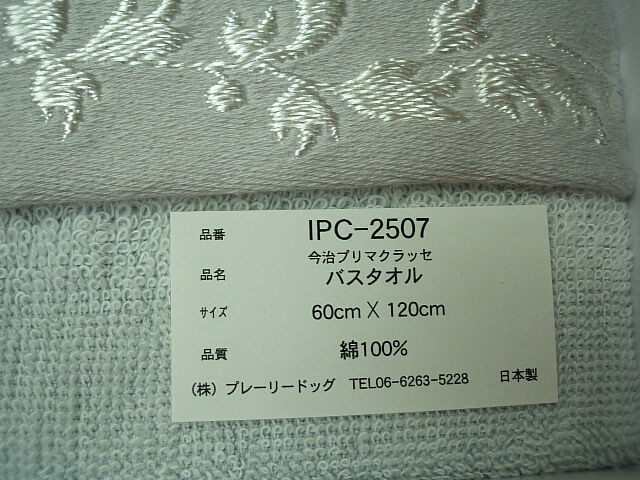 品番 IPC-2507
今治プリマクラッセ
品名 バスタオル
サイズ 60cm X 120cm
品質 綿100%
(株) プレーリードッグ TEL06-6263-5228 日本製